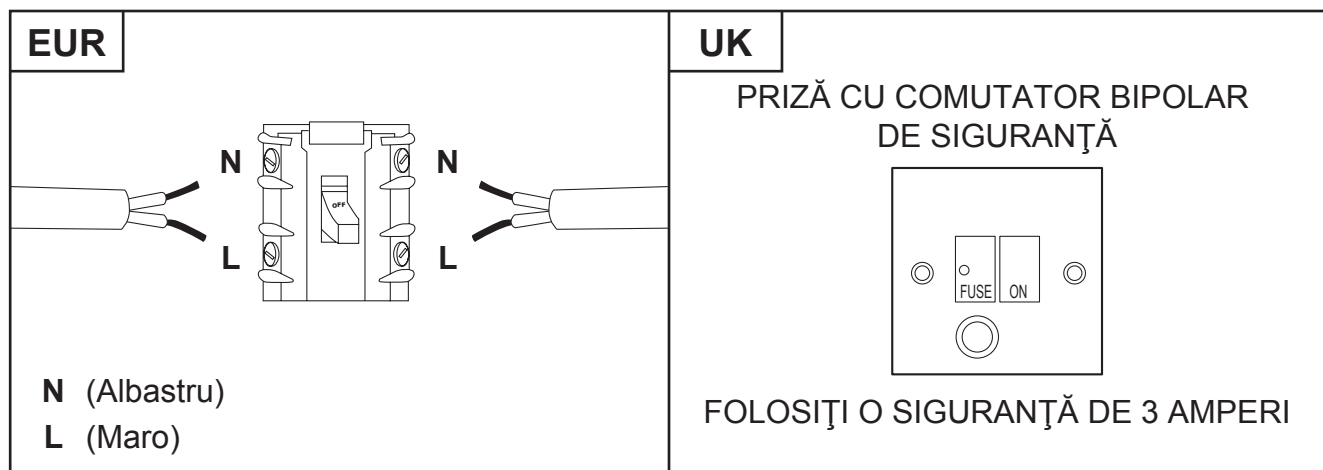 EUR
N
N
OFF
L
L
N (Albastru)
L (Maro)
UK
PRIZĂ CU COMUTATOR BIPOLAR
DE SIGURANŢĂ
FUSE ON
FOLOSIŢI O SIGURANŢĂ DE 3 AMPERI